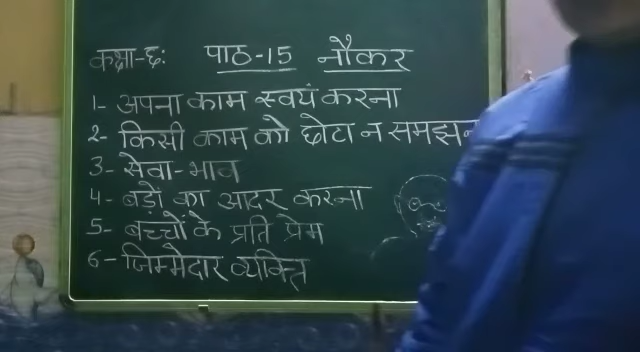 कक्षा-छः पाठ-15 नौकर
1- अपना काम स्वयं करना
2- किसी काम को छोटा न समझन
3- सेवा-भाव
4- बड़ों का आदर करना
5- बच्चों के प्रति प्रेम
6- जिम्मेदार व्यक्ति